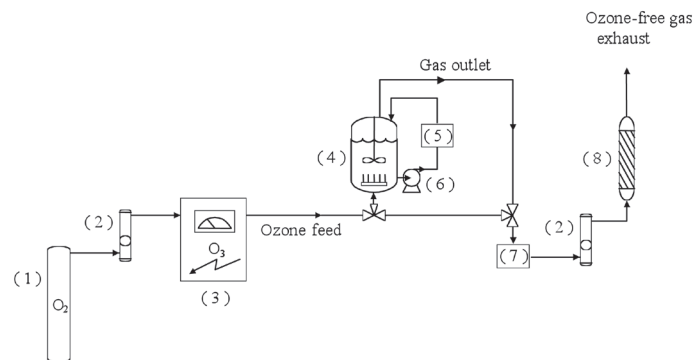 Ozone-free gas
exhaust
Gas outlet
(5)
(4)
(6)
(8)
(2)
Ozone feed
(2)
O3
(7)
(1)
(3)
O2